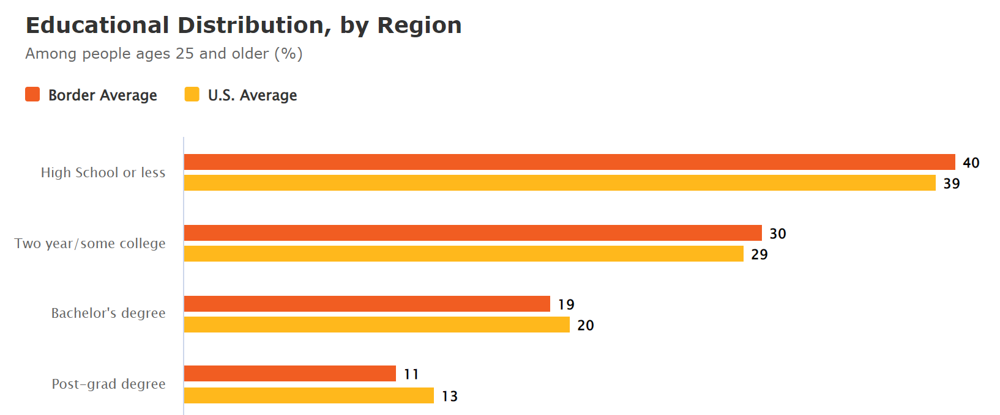 Educational Distribution, by Region
Among people ages 25 and older (%)
Border Average U.S. Average
High School or less
40
39
Two year/some college
30
29
Bachelor's degree
19
20
Post-grad degree
11
13